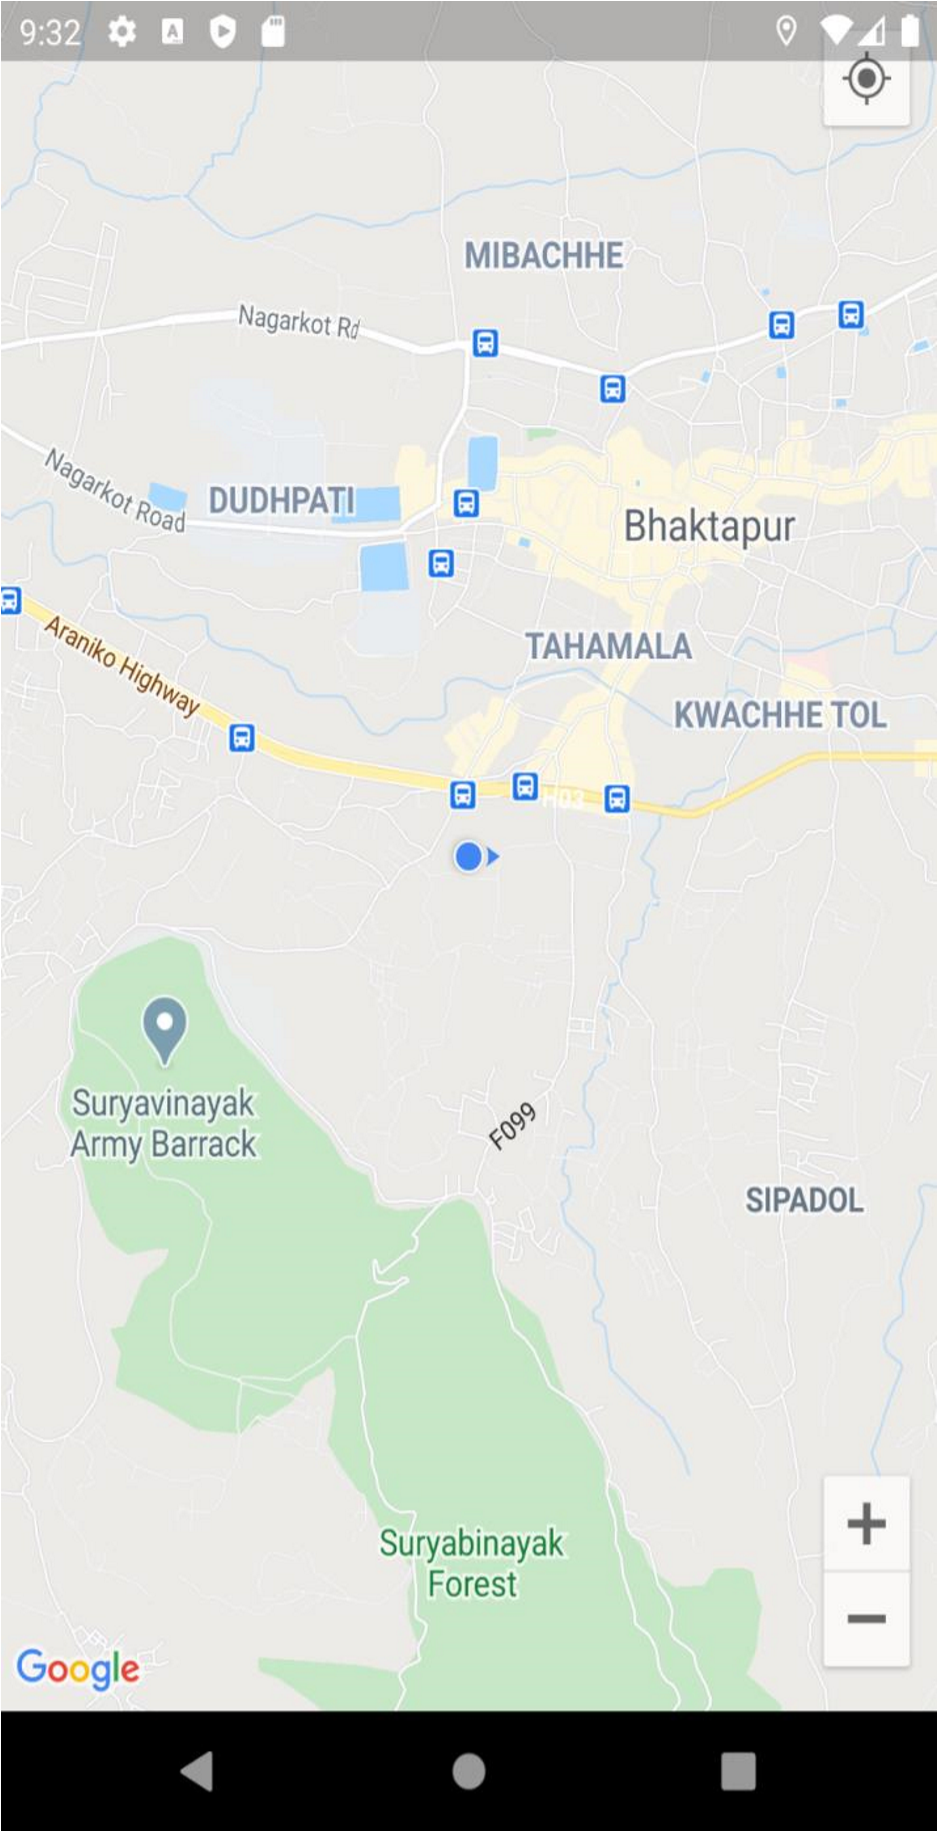 9:32
MIBACHHE
Nagarkot Rd
Nagarkot Road
DUDHPATI
Bhaktapur
Araniko Highway
TAHAMALA
KWACHHE TOL
H03
Suryavinayak
Army Barrack
F099
SIPADOL
Suryabinayak
Forest
Google